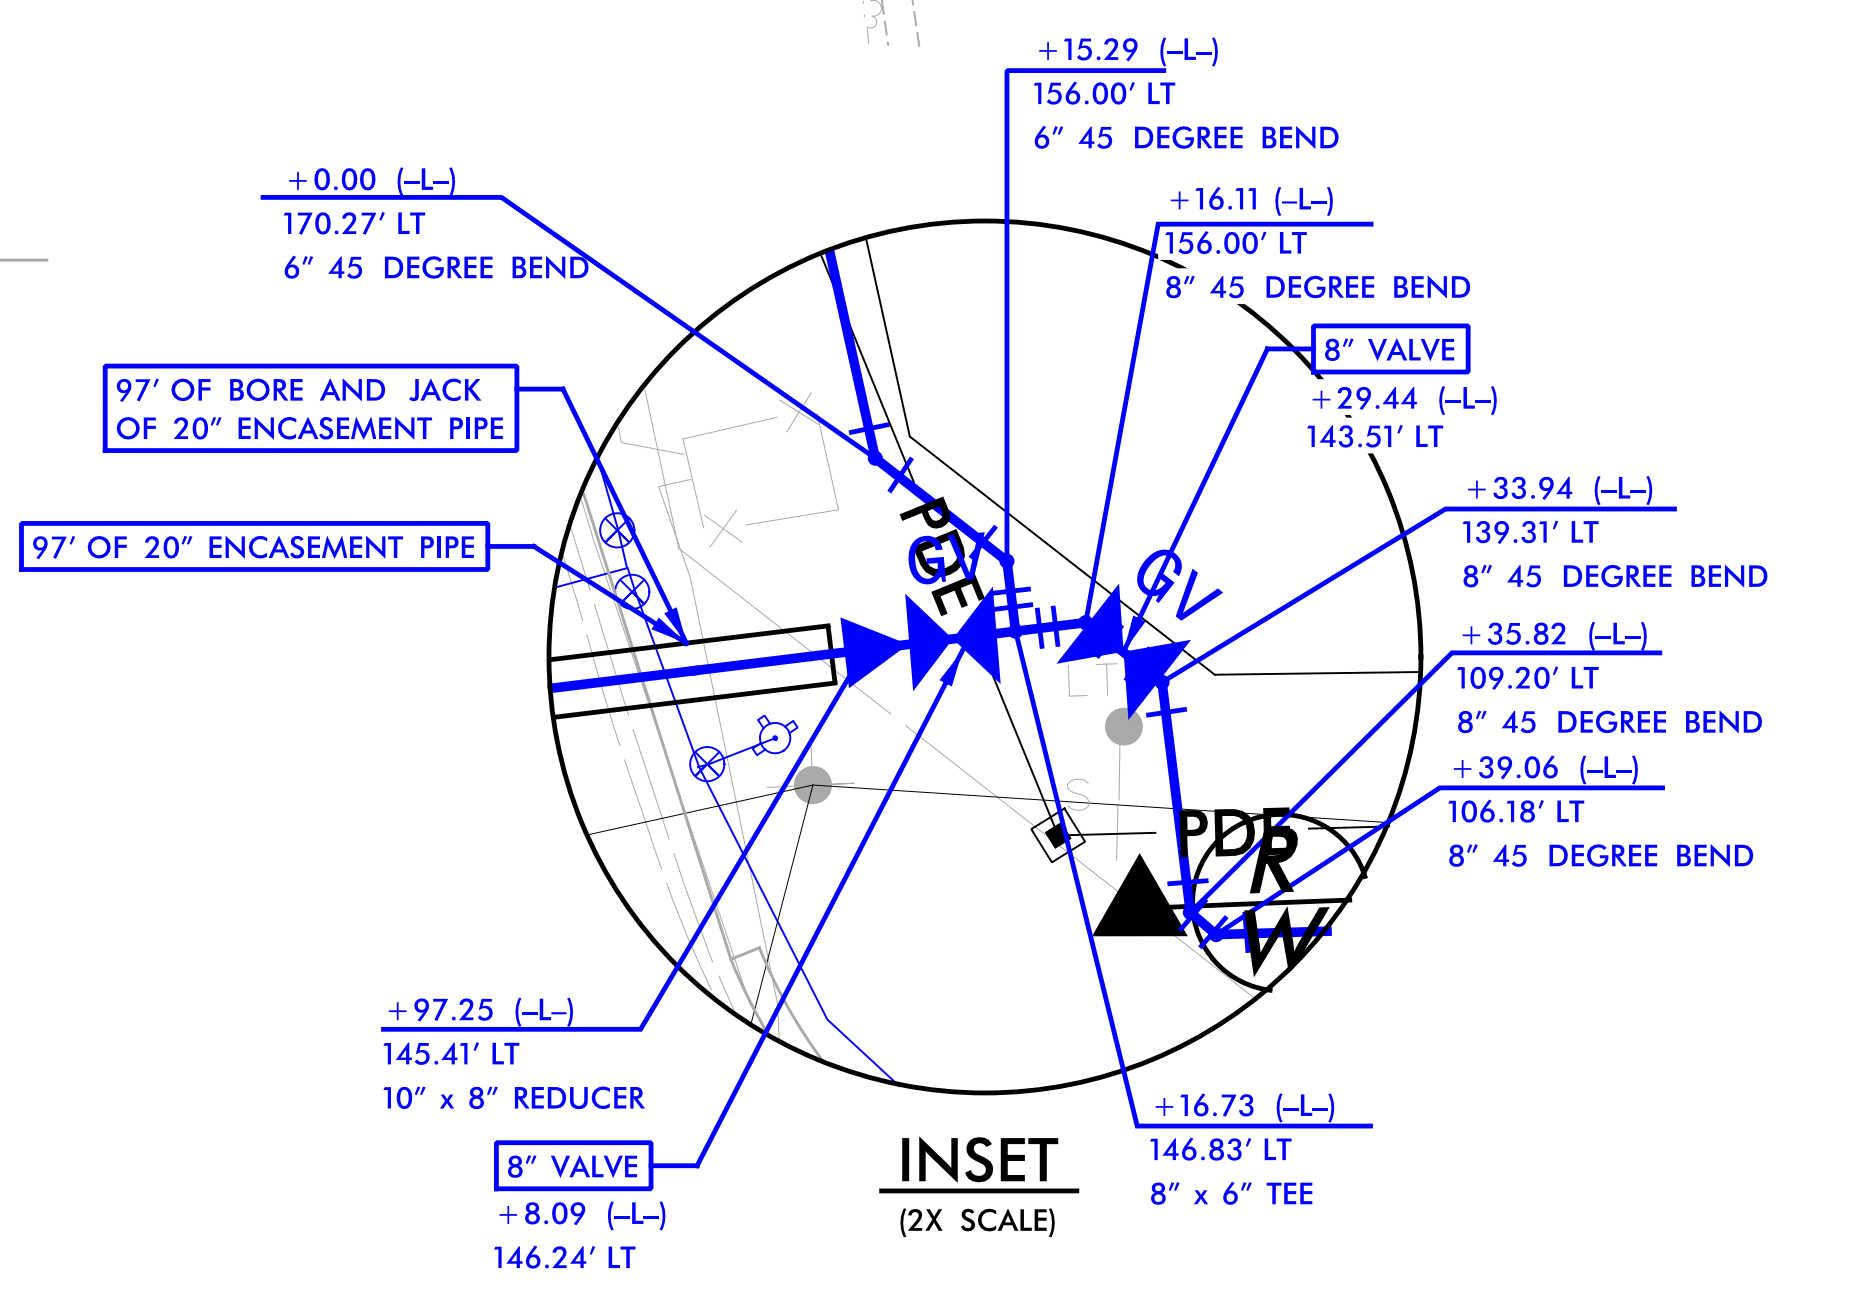 +15.29 (–L–)
156.00' LT
6" 45 DEGREE BEND
+0.00 (–L–)
170.27' LT
6" 45 DEGREE BEND
+16.11 (–L–)
156.00' LT
8" 45 DEGREE BEND
8" VALVE
+29.44 (–L–)
143.51' LT
97' OF BORE AND JACK
OF 20" ENCASEMENT PIPE
97' OF 20" ENCASEMENT PIPE
+33.94 (–L–)
139.31' LT
8" 45 DEGREE BEND
PDE
GV
GV
+35.82 (–L–)
109.20' LT
8" 45 DEGREE BEND
+39.06 (–L–)
106.18' LT
8" 45 DEGREE BEND
S
PDE
R
W
+97.25 (–L–)
145.41' LT
10" x 8" REDUCER
8" VALVE
+8.09 (–L–)
146.24' LT
+16.73 (–L–)
146.83' LT
8" x 6" TEE
INSET
(2X SCALE)